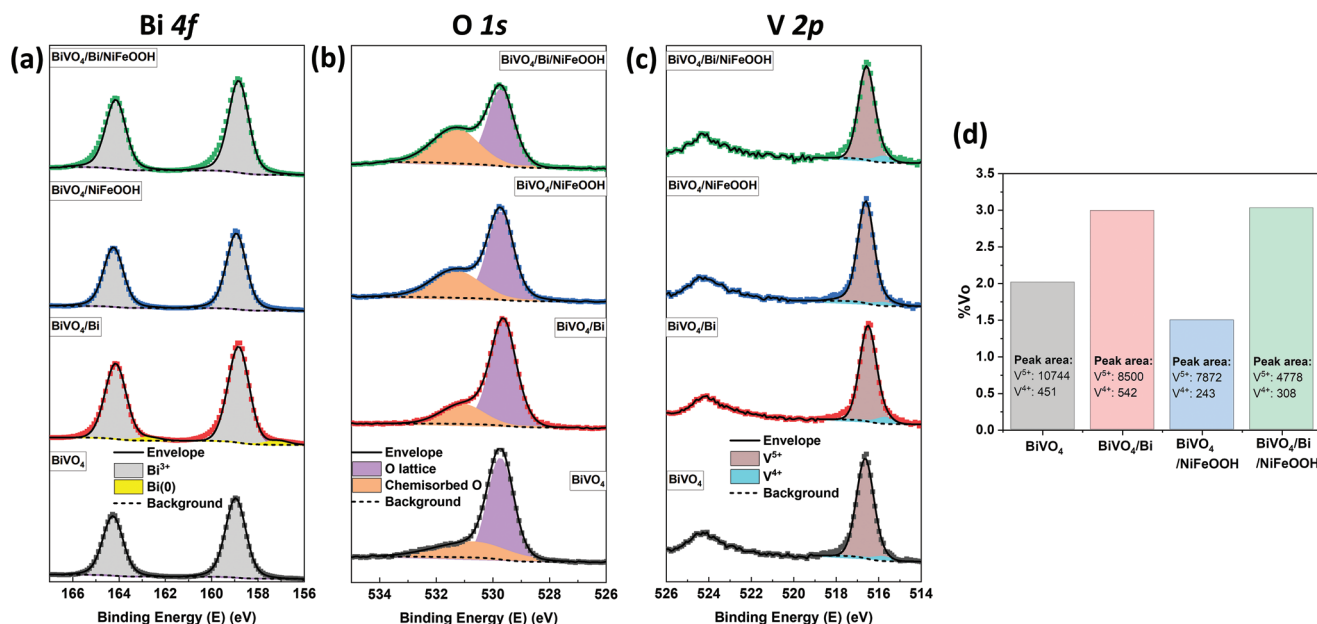 Bi 4f
(a)
BiVO₄/Bi/NiFeOOH
BiVO₄/NiFeOOH
BiVO₄/Bi
BiVO₄
Envelope
Bi³⁺
Bi(0)
Background
166 164 162 160 158 156
Binding Energy (E) (eV)
O 1s
(b)
BiVO₄/Bi/NiFeOOH
BiVO₄/NiFeOOH
BiVO₄/Bi
Envelope
O lattice
Chemisorbed O
Background
BiVO₄
534 532 530 528 526
Binding Energy (E) (eV)
V 2p
(c)
BiVO₄/Bi/NiFeOOH
BiVO₄/NiFeOOH
BiVO₄/Bi
Envelope
V⁵⁺
V⁴⁺
Background
BiVO₄
526 524 522 520 518 516 514
Binding Energy (E) (eV)
(d)
%Vo
3.5
3.0
2.5
2.0
1.5
1.0
0.5
0.0
Peak area:
V⁵⁺: 10744
V⁴⁺: 451
Peak area:
V⁵⁺: 8500
V⁴⁺: 542
Peak area:
V⁵⁺: 7872
V⁴⁺: 243
Peak area:
V⁵⁺: 4778
V⁴⁺: 308
BiVO₄
BiVO₄/Bi
BiVO₄
/NiFeOOH
BiVO₄/Bi
/NiFeOOH